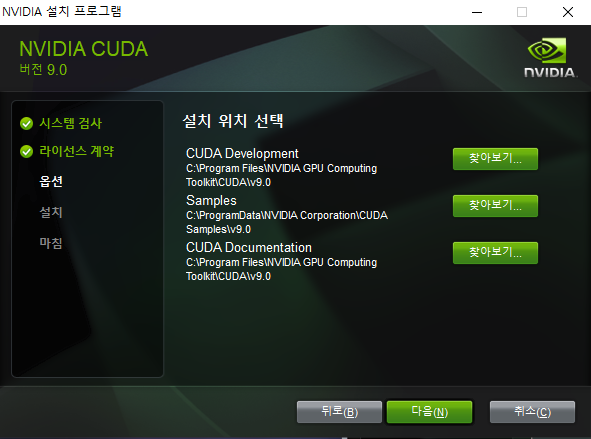 NVIDIA 설치 프로그램
NVIDIA CUDA
버전 9.0
NVIDIA.
시스템 검사
라이선스 계약
옵션
설치
마침
설치 위치 선택
CUDA Development
찾아보기...
C:\Program Files\NVIDIA GPU Computing
Toolkit\CUDA\v9.0
Samples
찾아보기...
C:\ProgramData\NVIDIA Corporation\CUDA
Samples\v9.0
CUDA Documentation
찾아보기...
C:\Program Files\NVIDIA GPU Computing
Toolkit\CUDA\v9.0
뒤로(B)
다음(N)
취소(C)